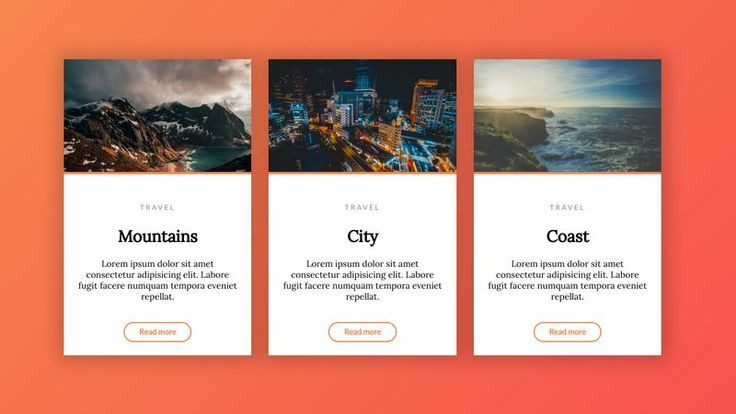 TRAVEL
Mountains
Lorem ipsum dolor sit amet
consectetur adipisicing elit. Labore
fugit facere numquam tempora eveniet
repellat.
Read more
TRAVEL
City
Lorem ipsum dolor sit amet
consectetur adipisicing elit. Labore
fugit facere numquam tempora eveniet
repellat.
Read more
TRAVEL
Coast
Lorem ipsum dolor sit amet
consectetur adipisicing elit. Labore
fugit facere numquam tempora eveniet
repellat.
Read more